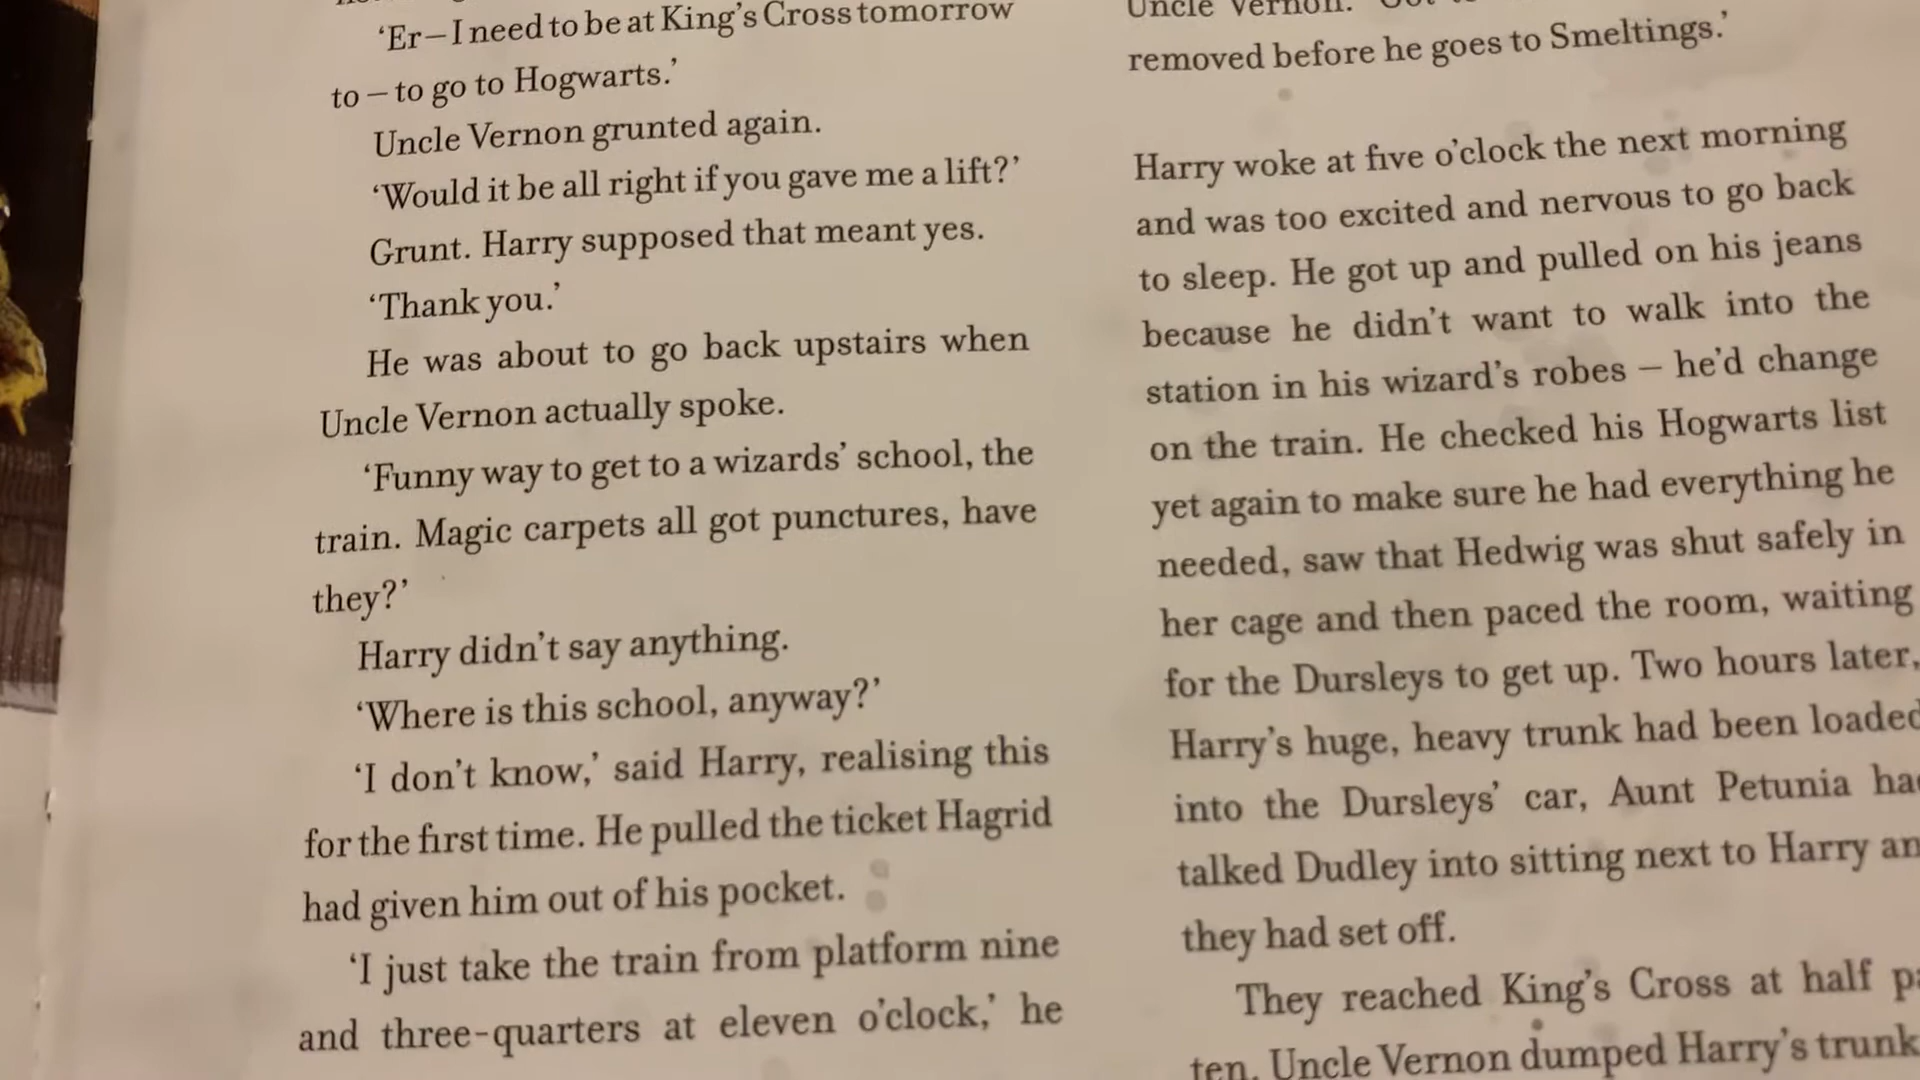 ‘Er – I need to be at King’s Cross tomorrow
to – to go to Hogwarts.’
Uncle Vernon grunted again.
‘Would it be all right if you gave me a lift?’
Grunt. Harry supposed that meant yes.
‘Thank you.’
He was about to go back upstairs when
Uncle Vernon actually spoke.
‘Funny way to get to a wizards’ school, the
train. Magic carpets all got punctures, have
they?’
Harry didn’t say anything.
‘Where is this school, anyway?’
‘I don’t know,’ said Harry, realising this
for the first time. He pulled the ticket Hagrid
had given him out of his pocket.
‘I just take the train from platform nine
and three-quarters at eleven o’clock,’ he
Uncle Vernon.
removed before he goes to Smeltings.’
Harry woke at five o’clock the next morning
and was too excited and nervous to go back
to sleep. He got up and pulled on his jeans
because he didn’t want to walk into the
station in his wizard’s robes – he’d change
on the train. He checked his Hogwarts list
yet again to make sure he had everything he
needed, saw that Hedwig was shut safely in
her cage and then paced the room, waiting
for the Dursleys to get up. Two hours later,
Harry’s huge, heavy trunk had been loaded
into the Dursleys’ car, Aunt Petunia ha
talked Dudley into sitting next to Harry an
they had set off.
They reached King’s Cross at half pa
ten. Uncle Vernon dumped Harry’s trunk